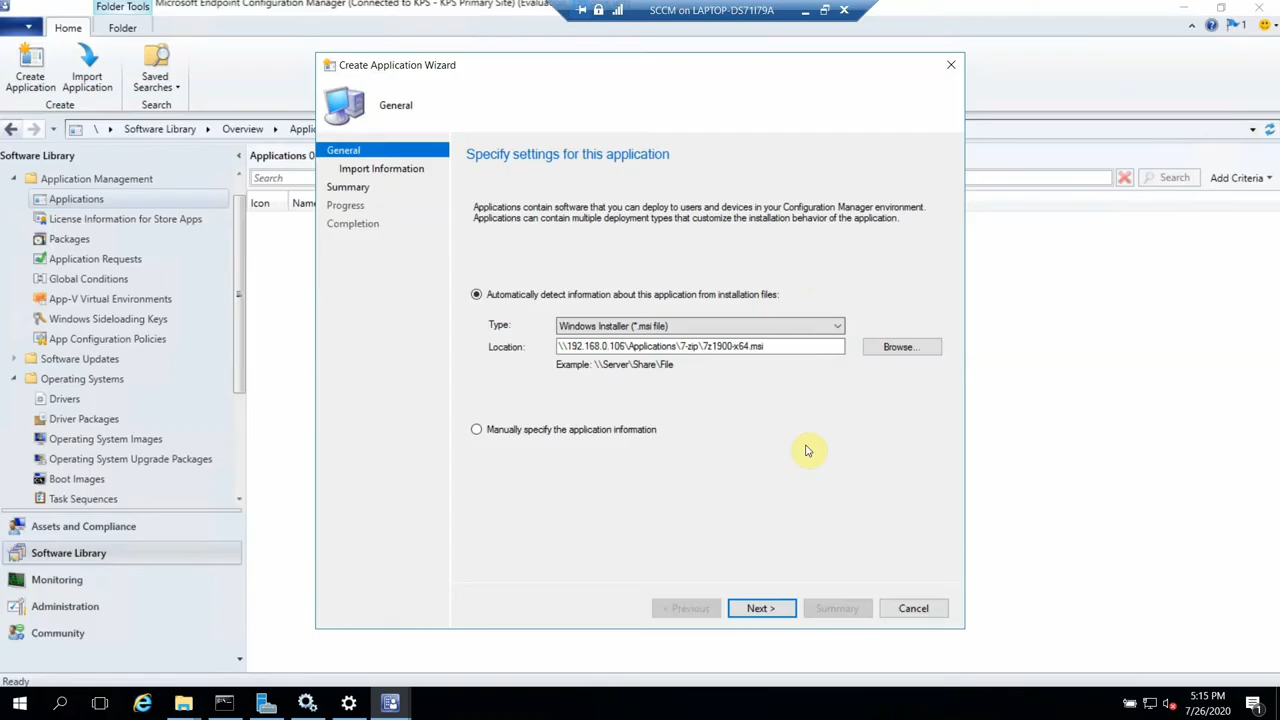 Folder Tools
Microsoft Endpoint Configuration Manager (Connected to KPS - KPS Primary Site) (Evalua
SCCM on LAPTOP-DS71I79A
Home
Folder
1
Create
Application
Import
Application
Saved
Searches
Create
Search
\ Software Library Overview Applic
Software Library
Application Management
Applications
License Information for Store Apps
Packages
Application Requests
Global Conditions
App-V Virtual Environments
Windows Sideloading Keys
App Configuration Policies
Software Updates
Operating Systems
Drivers
Driver Packages
Operating System Images
Operating System Upgrade Packages
Boot Images
Task Sequences
Assets and Compliance
Software Library
Monitoring
Administration
Community
Ready
Applications 0
Search
Search
Add Criteria
Icon
Name
Create Application Wizard
General
General
Import Information
Summary
Progress
Completion
Specify settings for this application
Applications contain software that you can deploy to users and devices in your Configuration Manager environment.
Applications can contain multiple deployment types that customize the installation behavior of the application.
Automatically detect information about this application from installation files:
Type:
Windows Installer (*.msi file)
Location:
\\192.168.0.106\Applications\7-zip\7z1900-x64.msi
Browse...
Example: \\Server\Share\File
Manually specify the application information
< Previous
Next >
Summary
Cancel
5:15 PM
7/26/2020
1